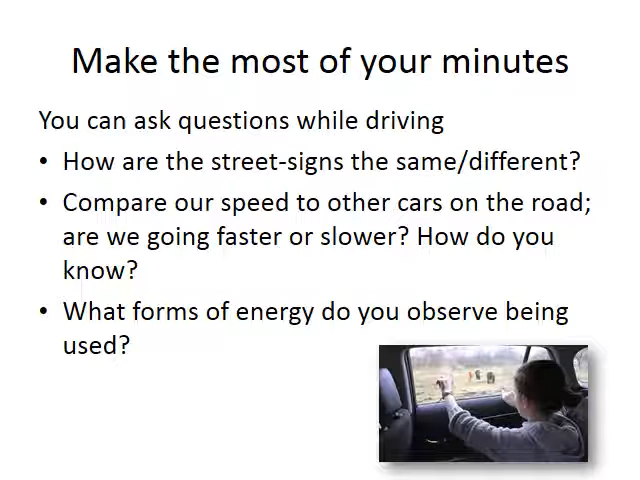 Make the most of your minutes
You can ask questions while driving
• How are the street-signs the same/different?
• Compare our speed to other cars on the road;
are we going faster or slower? How do you
know?
• What forms of energy do you observe being
used?